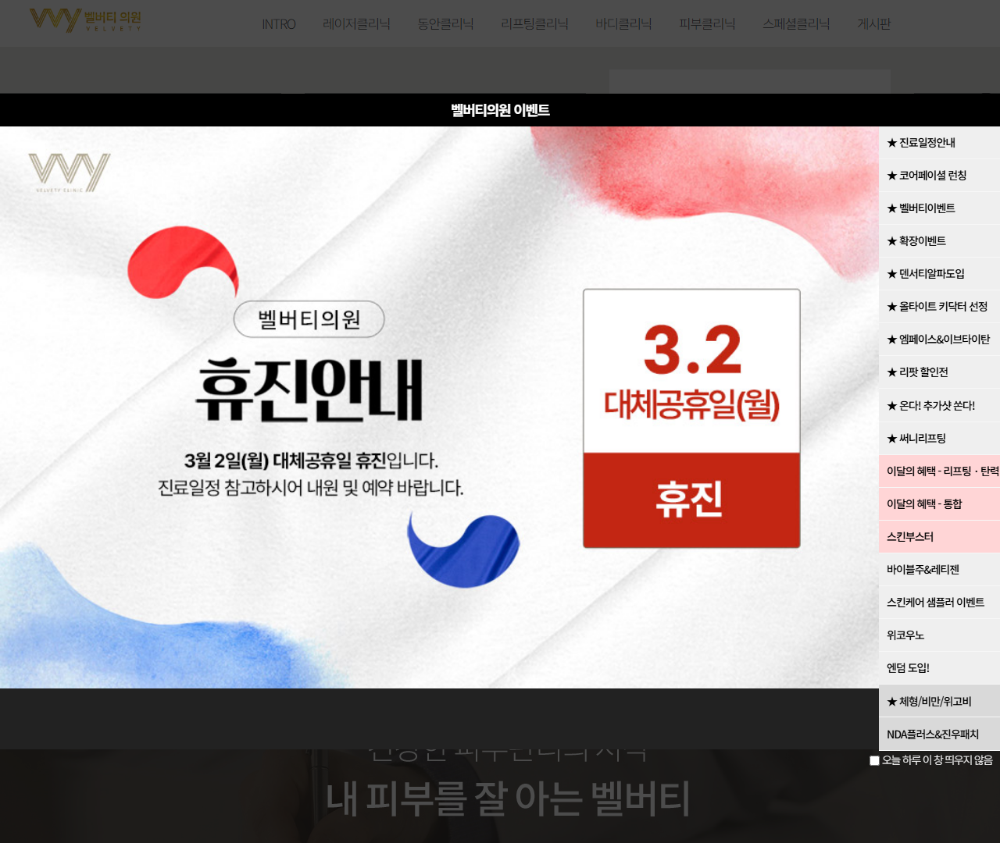 벨버티 의원
VELVETY
INTRO
레이저클리닉
동안클리닉
리프팅클리닉
바디클리닉
피부클리닉
스페셜클리닉
게시판
벨버티의원 이벤트
VELVETY CLINIC
벨버티의원
휴진안내
3월 2일(월) 대체공휴일 휴진입니다.
진료일정 참고하시어 내원 및 예약 바랍니다.
3.2
대체공휴일(월)
휴진
★ 진료일정안내
★ 코어페이셜 런칭
★ 벨버티이벤트
★ 확장이벤트
★ 덴서티알파도입
★ 올타이트 키닥터 선정
★ 엠페이스&이브타이탄
★ 리팟 할인전
★ 온다! 추가샷 쏜다!
★ 써니리프팅
이달의 혜택 - 리프팅 · 탄력
이달의 혜택 - 통합
스킨부스터
바이블주&레티젠
스킨케어 샘플러 이벤트
위코우노
엔덤 도입!
★ 체형/비만/위고비
NDA플러스&진우패치
오늘 하루 이 창 띄우지 않음
내 피부를 잘 아는 벨버티